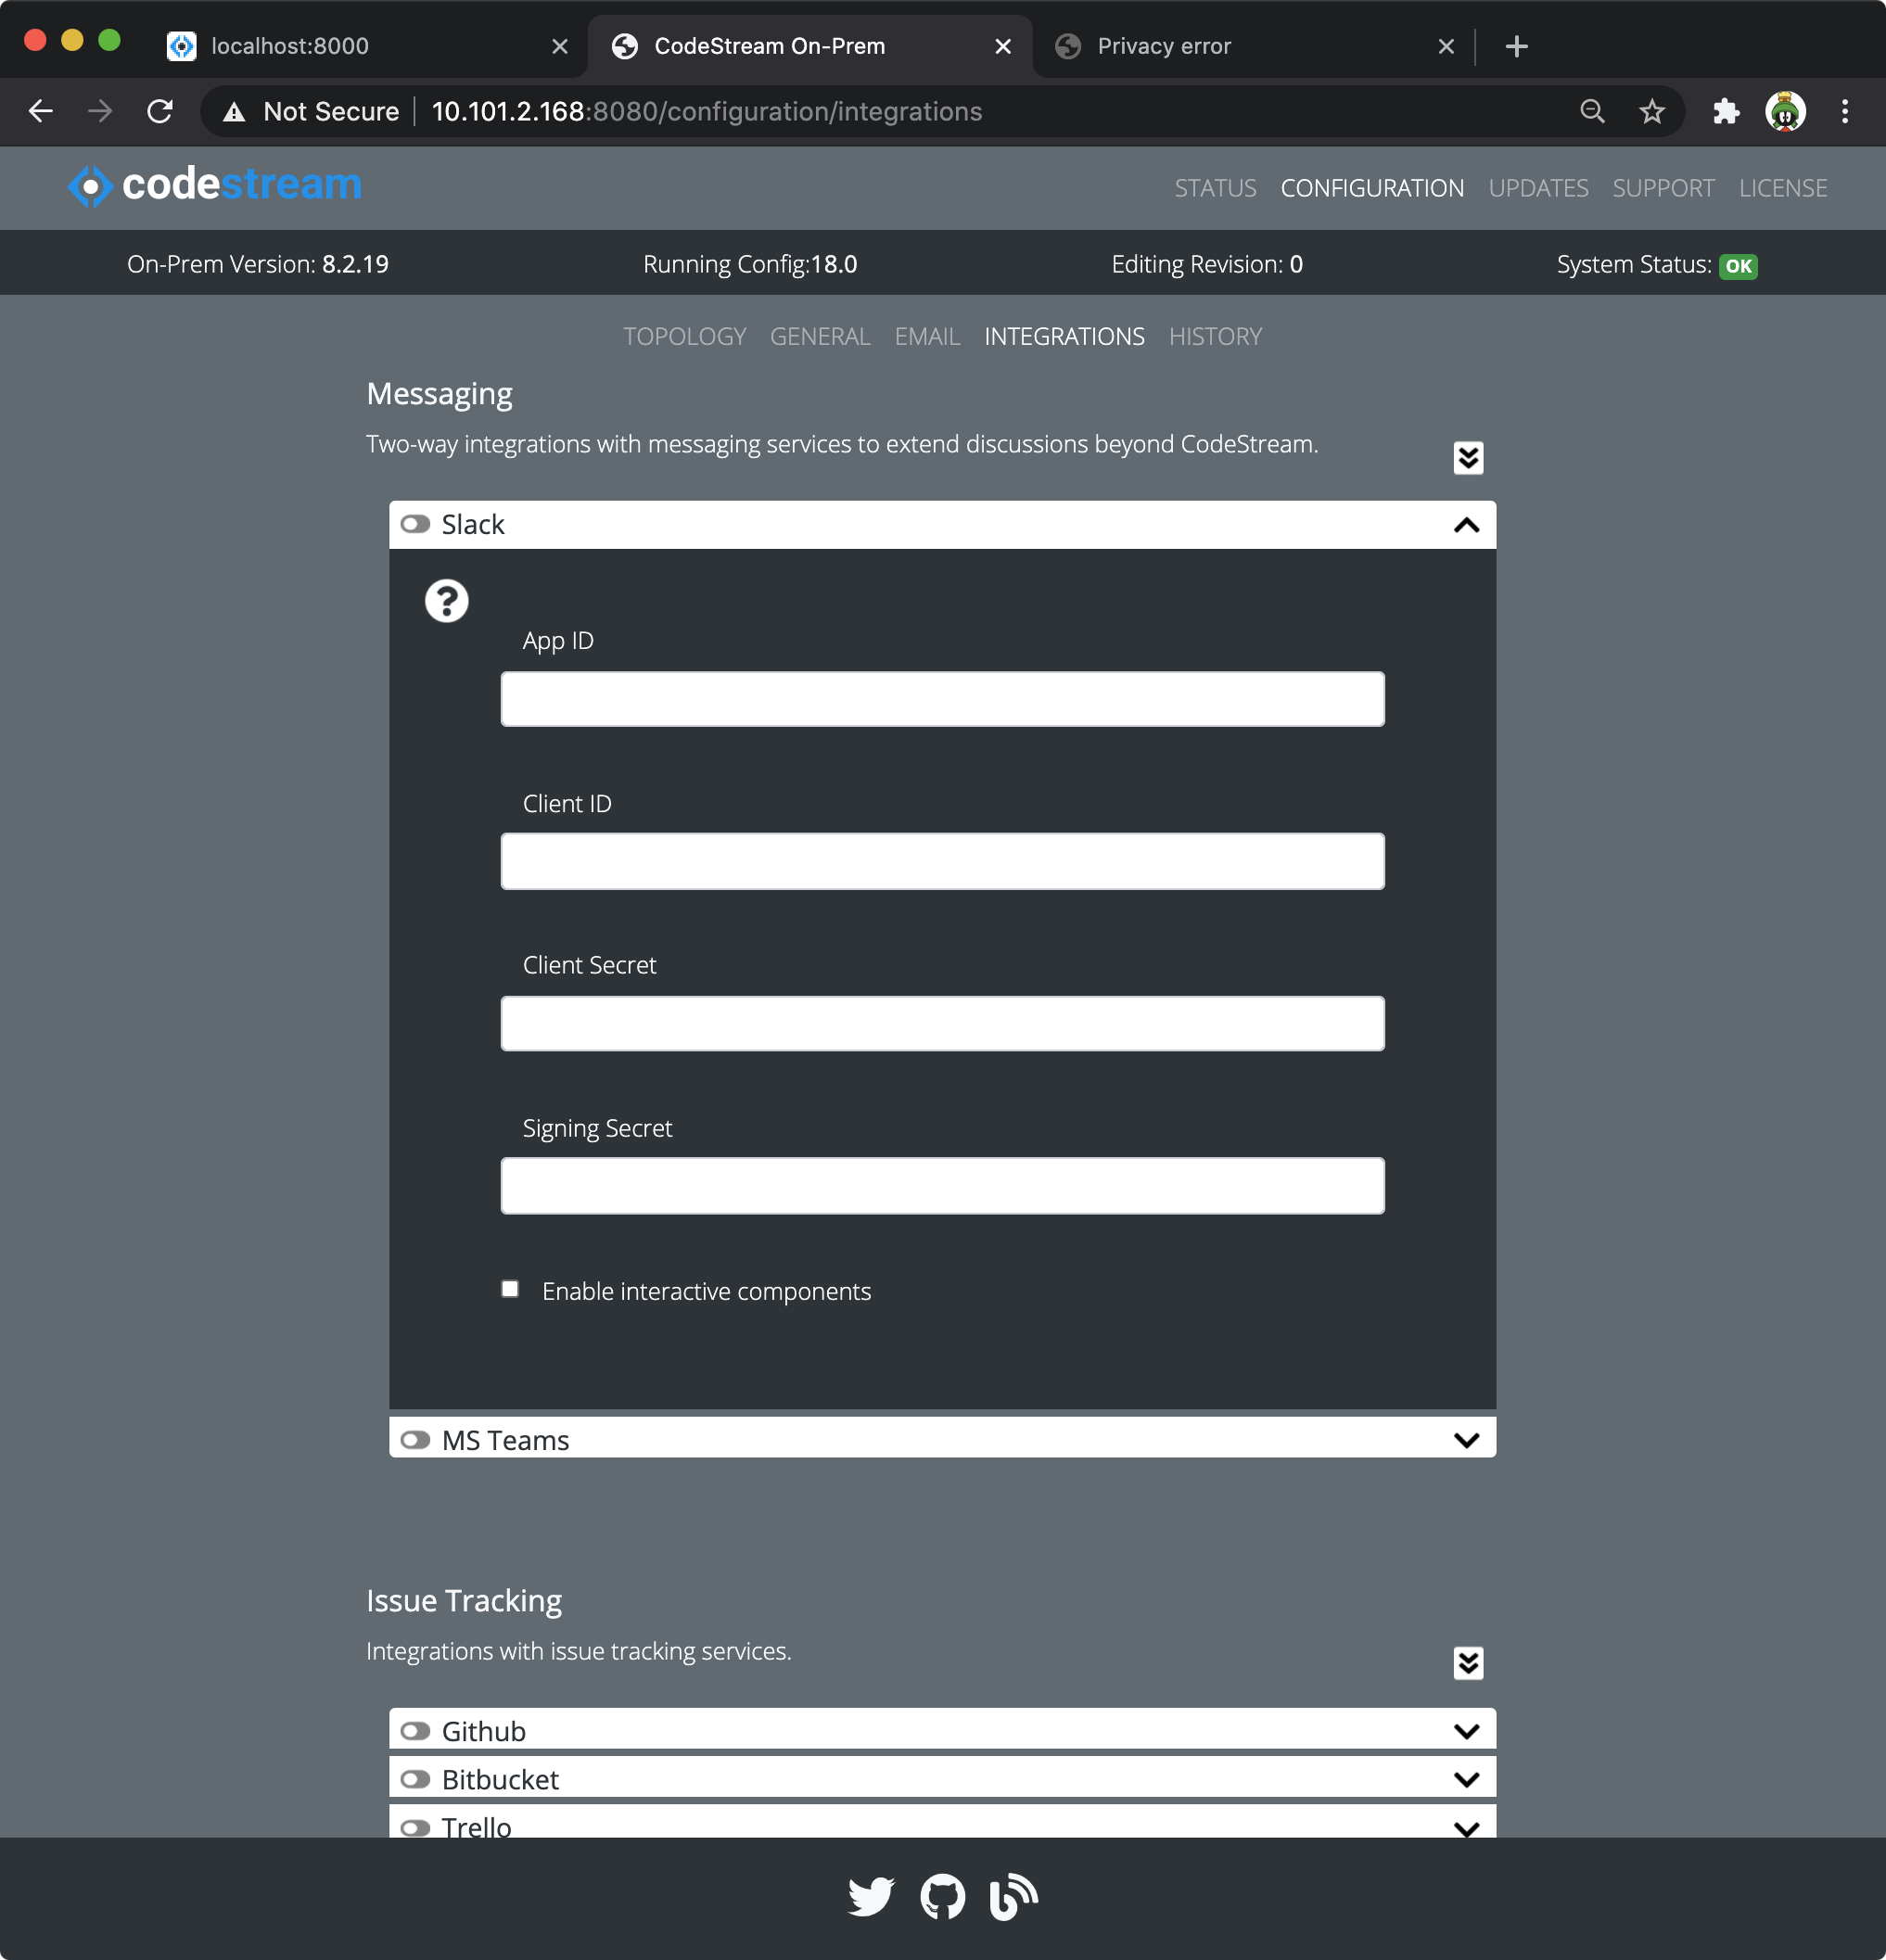 localhost:8000
CodeStream On-Prem
Privacy error
Not Secure
10.101.2.168:8080/configuration/integrations
codestream
STATUS CONFIGURATION UPDATES SUPPORT LICENSE
On-Prem Version: 8.2.19
Running Config:18.0
Editing Revision: 0
System Status: OK
TOPOLOGY GENERAL EMAIL INTEGRATIONS HISTORY
Messaging
Two-way integrations with messaging services to extend discussions beyond CodeStream.
Slack
App ID
Client ID
Client Secret
Signing Secret
Enable interactive components
MS Teams
Issue Tracking
Integrations with issue tracking services.
Github
Bitbucket
Trello